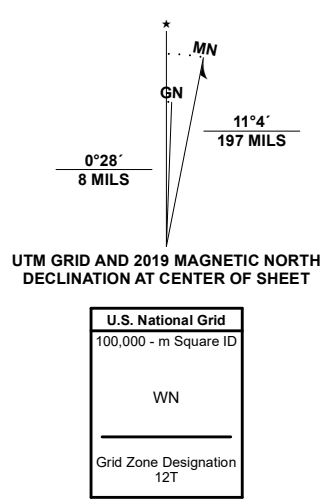 ★
MN
GN
11°4´
197 MILS
0°28´
8 MILS
UTM GRID AND 2019 MAGNETIC NORTH
DECLINATION AT CENTER OF SHEET
U.S. National Grid
100,000 - m Square ID
WN
Grid Zone Designation
12T